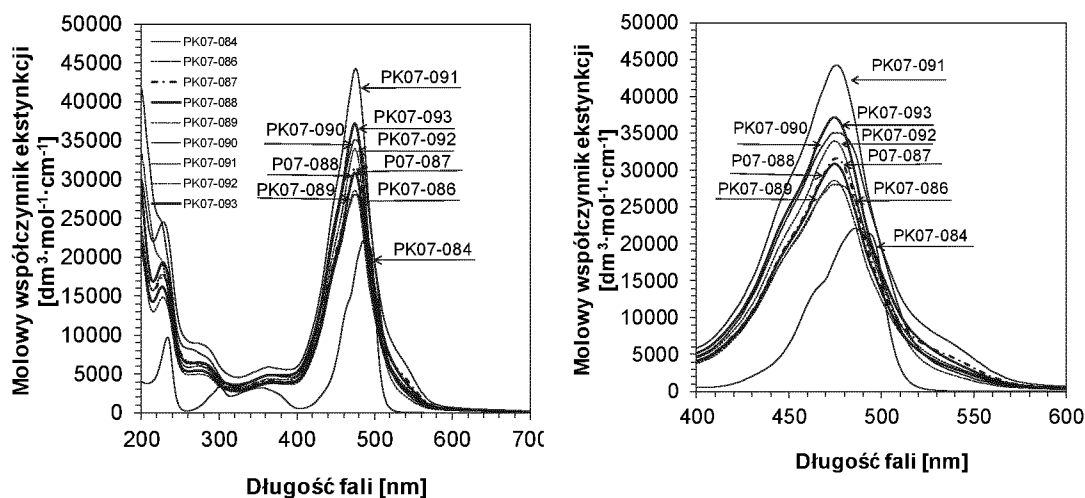 Molowy współczynnik ekstynkcji
[dm³·mol⁻¹·cm⁻¹]
50000
45000
40000
35000
30000
25000
20000
15000
10000
5000
0
PK07-084
PK07-086
PK07-087
PK07-088
PK07-089
PK07-090
PK07-091
PK07-092
PK07-093
PK07-091
PK07-093
PK07-090
PK07-092
P07-088
P07-087
PK07-089
PK07-086
PK07-084
200
300
400
500
600
700
Długość fali [nm]
Molowy współczynnik ekstynkcji
[dm³·mol⁻¹·cm⁻¹]
50000
45000
40000
35000
30000
25000
20000
15000
10000
5000
0
PK07-091
PK07-093
PK07-090
PK07-092
P07-088
P07-087
PK07-089
PK07-086
PK07-084
400
450
500
550
600
Długość fali [nm]